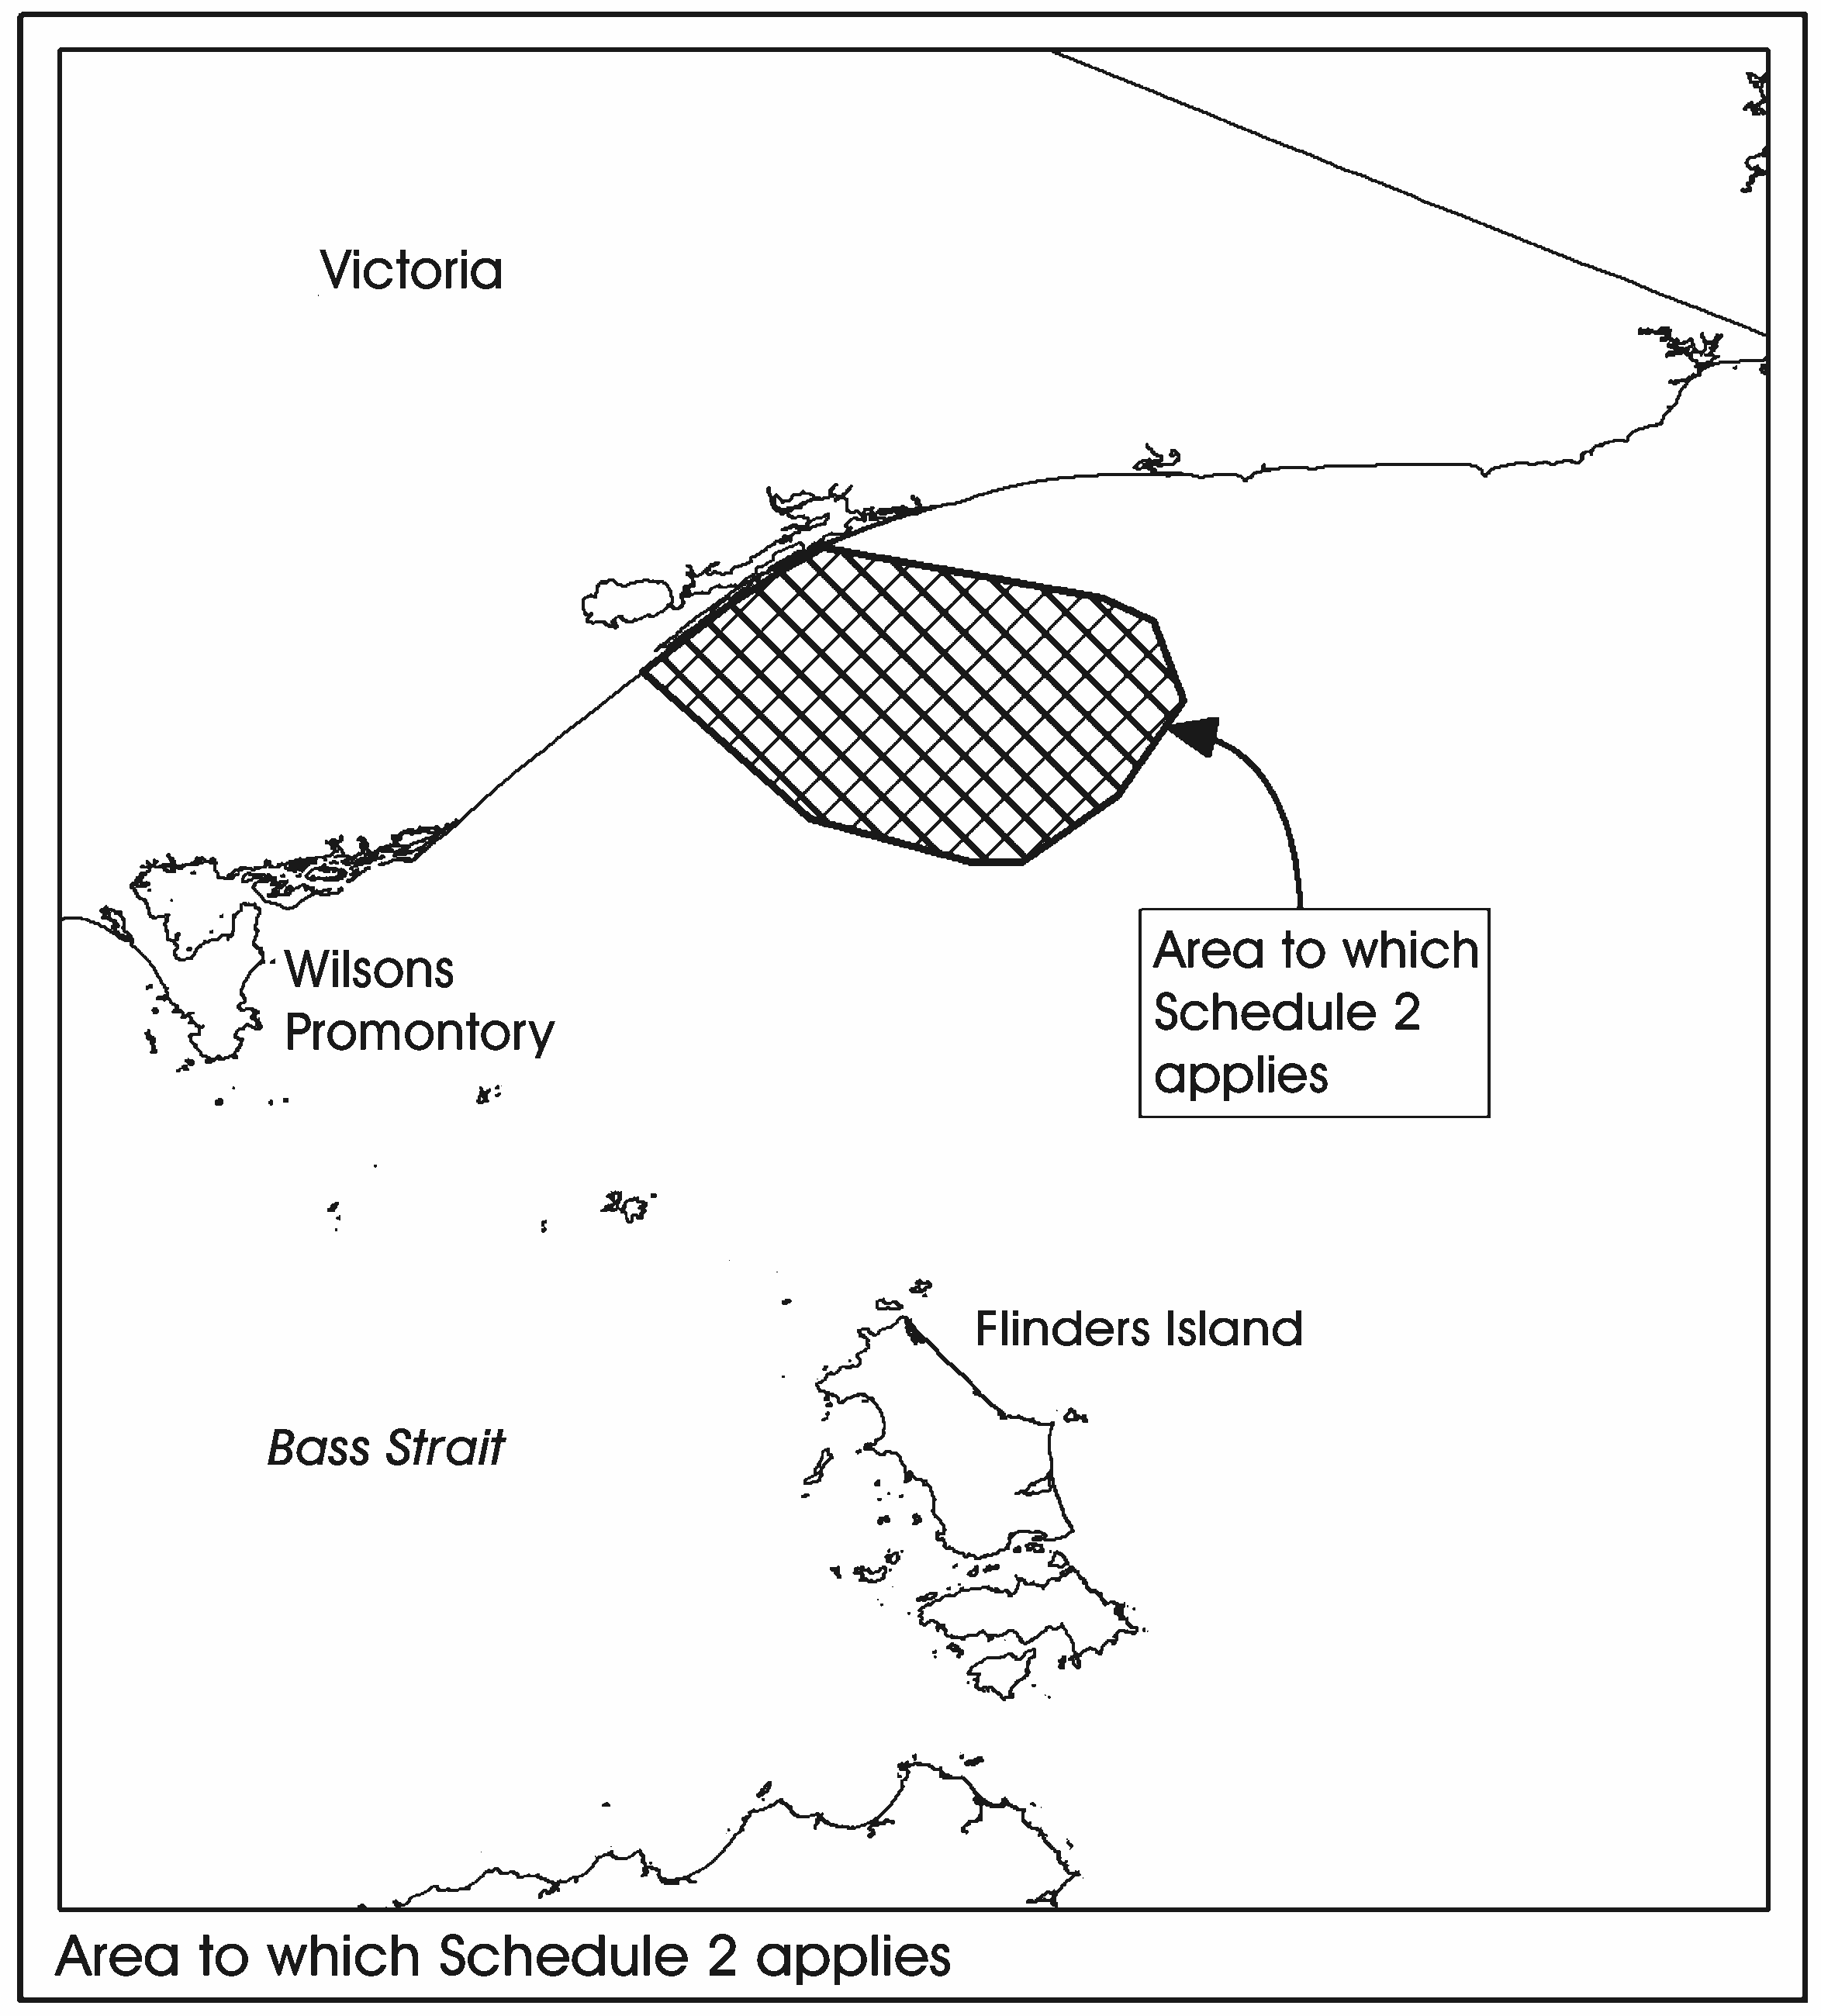 Victoria
Wilsons
Promontory
Area to which
Schedule 2
applies
Flinders Island
Bass Strait
Area to which Schedule 2 applies